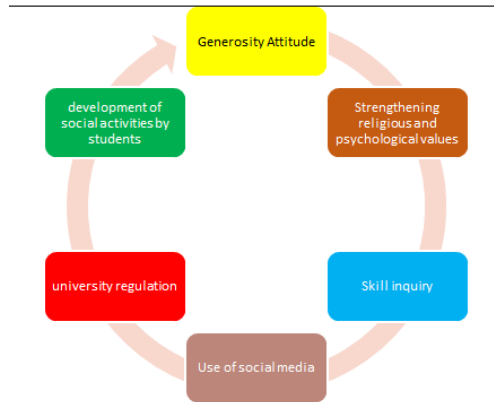 Generosity Attitude
Strengthening
religious and
psychological values
Skill inquiry
Use of social media
university regulation
development of
social activities by
students